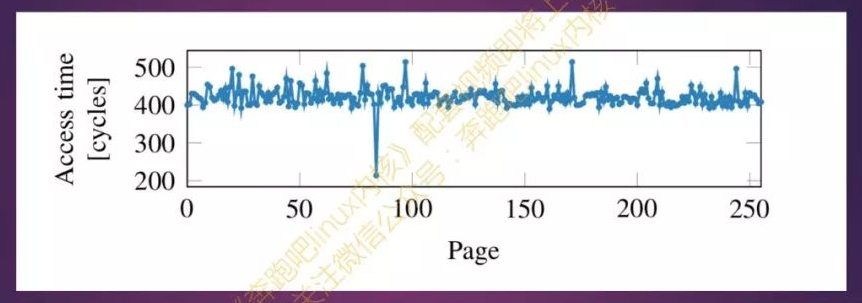 Access time
[cycles]
500
400
300
200
0
50
100
150
200
250
Page
《奔跑吧linux内核》配套视频即将上
关注微信公众号：奔跑吧linux内核